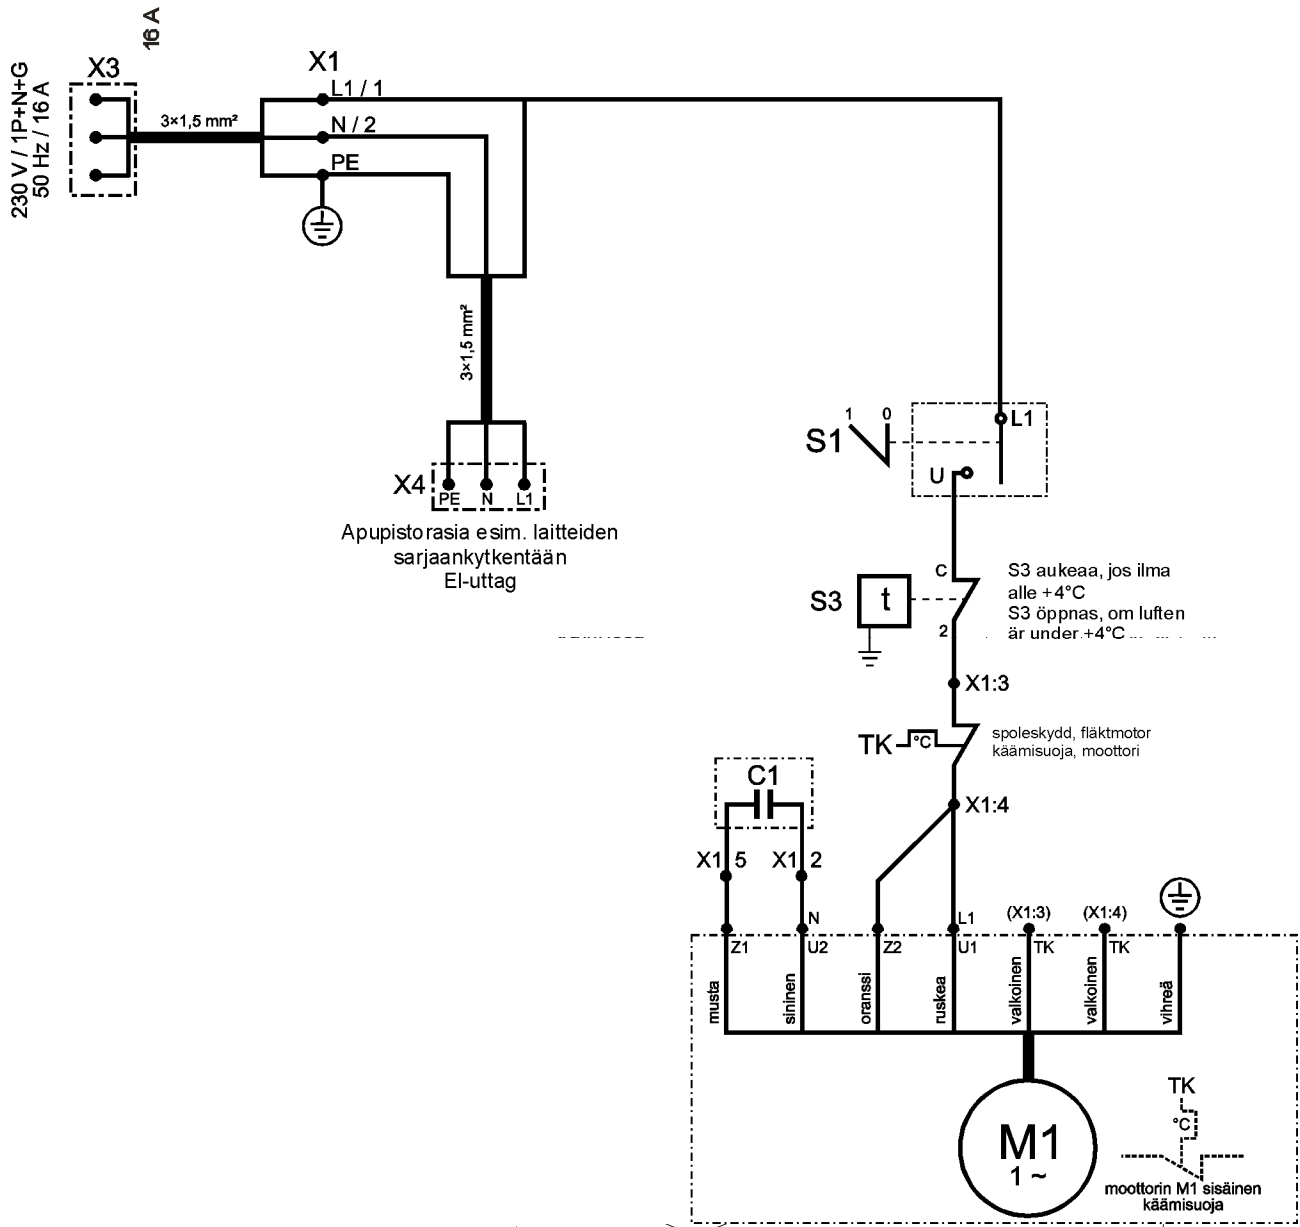 16 A
230 V / 1P+N+G
50 Hz / 16 A
X3
3×1,5 mm²
X1
L1 / 1
N / 2
PE
3×1,5 mm²
X4
PE N L1
Apupistorasia esim. laitteiden
sarjaankytkentään
El-uttag
S1
1 0
L1
U
S3
t
C
2
S3 aukeaa, jos ilma
alle +4°C
S3 öppnas, om luften
är under +4°C
X1:3
TK
°C
spoleskydd, fläktmotor
käämisuoja, moottori
X1:4
C1
X1 5
X1 2
N
L1
(X1:3)
(X1:4)
Z1
U2
Z2
U1
TK
TK
musta
sininen
oranssi
ruskea
valkoinen
valkoinen
vihreä
M1
1 ~
TK
°C
moottorin M1 sisäinen
käämisuoja